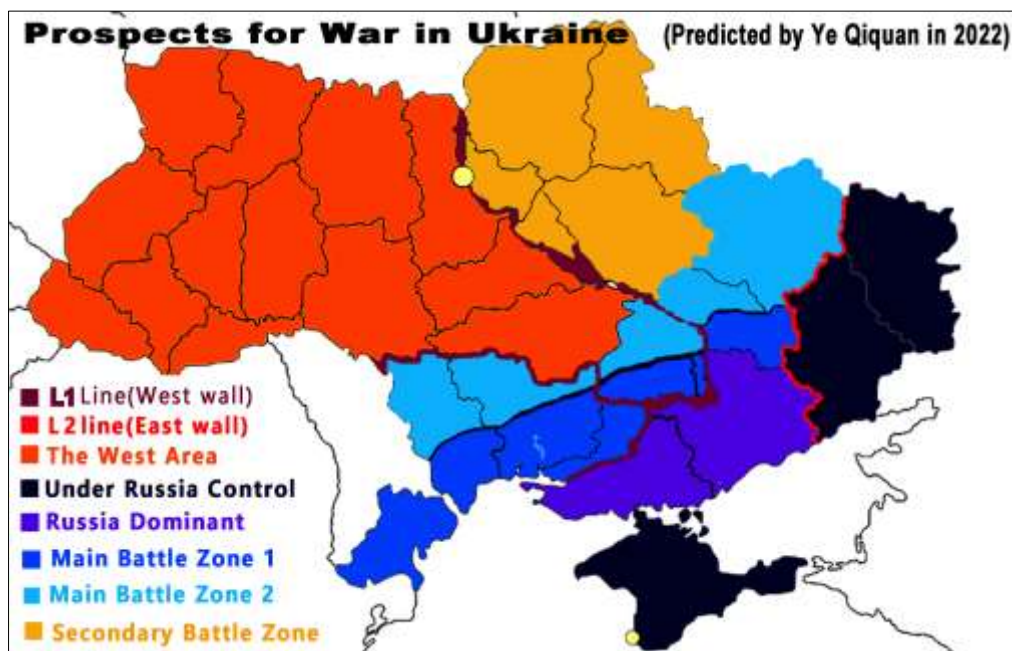 Prospects for War in Ukraine (Predicted by Ye Qiquan in 2022)
L1 Line(West wall)
L2 line(East wall)
The West Area
Under Russia Control
Russia Dominant
Main Battle Zone 1
Main Battle Zone 2
Secondary Battle Zone